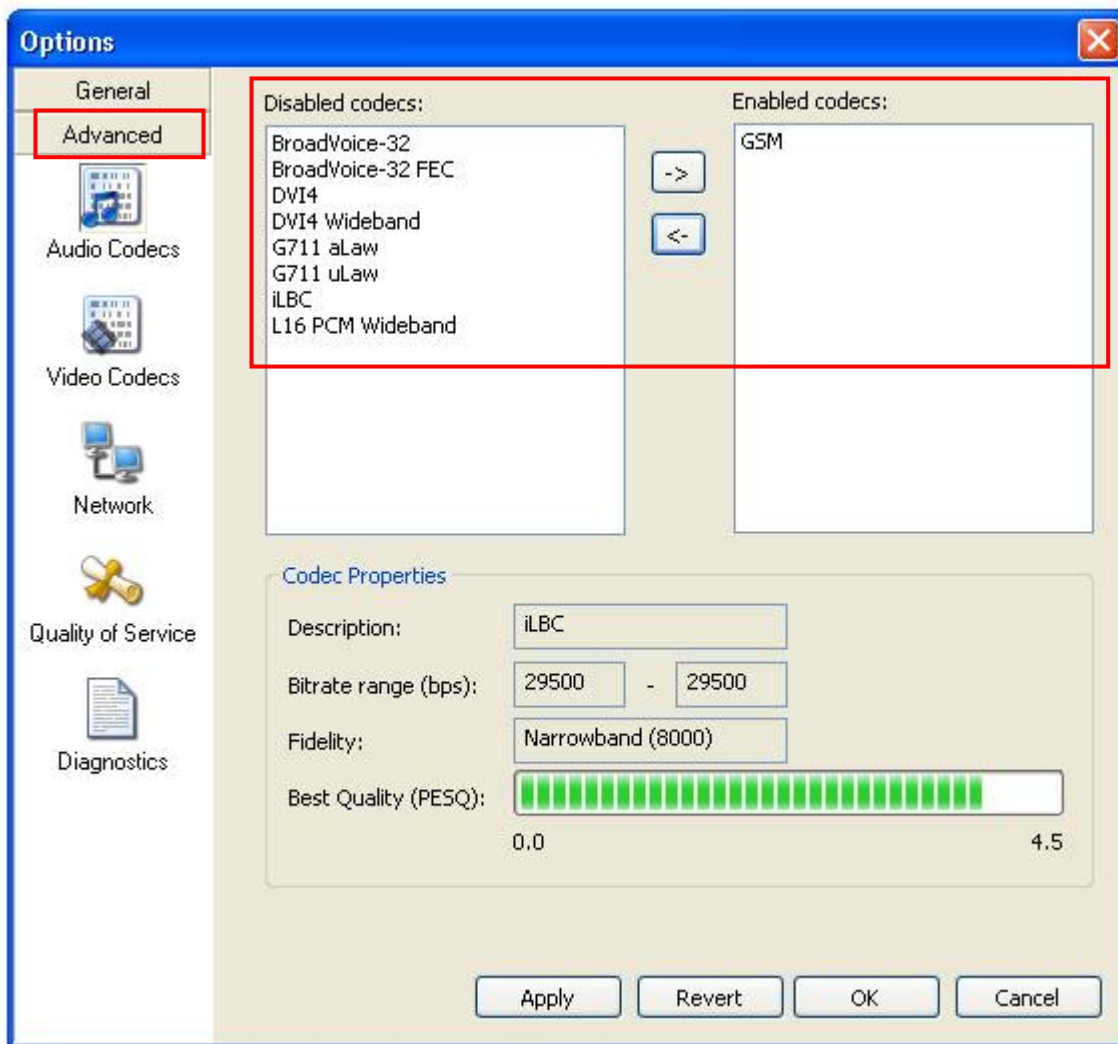 Options
General
Advanced
Audio Codecs
Video Codecs
Network
Quality of Service
Diagnostics
Disabled codecs:
BroadVoice-32
BroadVoice-32 FEC
DVI4
DVI4 Wideband
G711 aLaw
G711 uLaw
iLBC
L16 PCM Wideband
->
<-
Enabled codecs:
GSM
Codec Properties
Description: iLBC
Bitrate range (bps): 29500 - 29500
Fidelity: Narrowband (8000)
Best Quality (PESQ):
0.0 4.5
Apply Revert OK Cancel